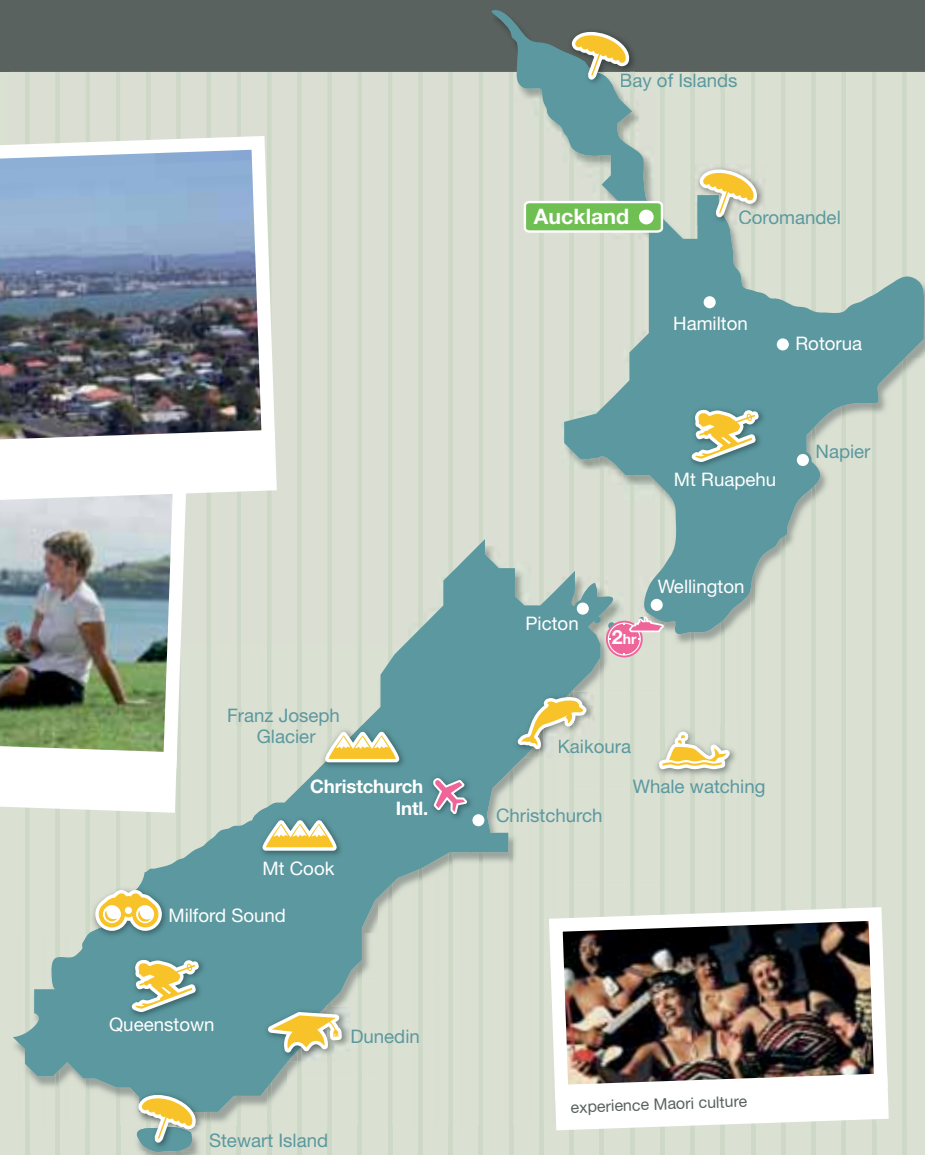 Bay of Islands
Auckland
Coromandel
Hamilton
Rotorua
Napier
Mt Ruapehu
Wellington
Picton
2hr
Franz Joseph
Glacier
Kaikoura
Whale watching
Christchurch
Intl.
Christchurch
Mt Cook
Milford Sound
Queenstown
Dunedin
Stewart Island
experience Maori culture